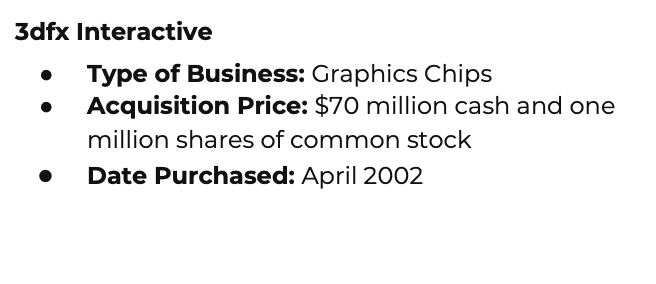 3dfx Interactive
● Type of Business: Graphics Chips
● Acquisition Price: $70 million cash and one
million shares of common stock
● Date Purchased: April 2002